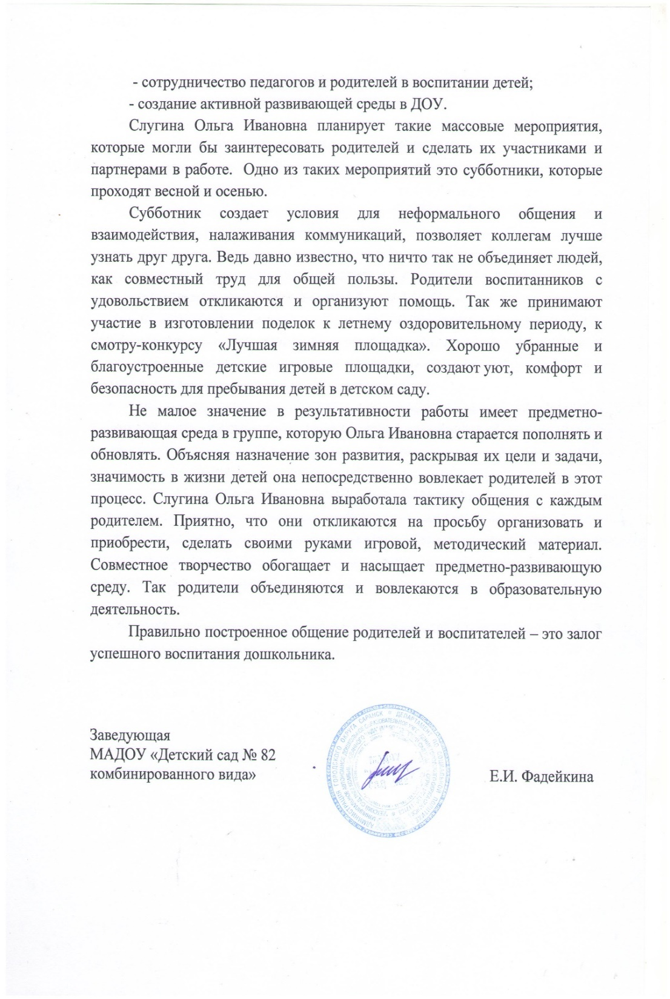 - сотрудничество педагогов и родителей в воспитании детей;
- создание активной развивающей среды в ДОУ.
Слугина Ольга Ивановна планирует такие массовые мероприятия,
которые могли бы заинтересовать родителей и сделать их участниками и
партнерами в работе. Одно из таких мероприятий это субботники, которые
проходят весной и осенью.
Субботник создает условия для неформального общения и
взаимодействия, налаживания коммуникаций, позволяет коллегам лучше
узнать друг друга. Ведь давно известно, что ничто так не объединяет людей,
как совместный труд для общей пользы. Родители воспитанников с
удовольствием откликаются и организуют помощь. Так же принимают
участие в изготовлении поделок к летнему оздоровительному периоду, к
смотру-конкурсу «Лучшая зимняя площадка». Хорошо убранные и
благоустроенные детские игровые площадки, создают уют, комфорт и
безопасность для пребывания детей в детском саду.
Не малое значение в результативности работы имеет предметно-
развивающая среда в группе, которую Ольга Ивановна старается пополнять и
обновлять. Объясняя назначение зон развития, раскрывая их цели и задачи,
значимость в жизни детей она непосредственно вовлекает родителей в этот
процесс. Слугина Ольга Ивановна выработала тактику общения с каждым
родителем. Приятно, что они откликаются на просьбу организовать и
приобрести, сделать своими руками игровой, методический материал.
Совместное творчество обогащает и насыщает предметно-развивающую
среду. Так родители объединяются и вовлекаются в образовательную
деятельность.
Правильно построенное общение родителей и воспитателей – это залог
успешного воспитания дошкольника.
Заведующая
МАДОУ «Детский сад № 82
комбинированного вида»
Е.И. Фадейкина
АДМИНИСТРАЦИЯ ГОРОДСКОГО ОКРУГА САРАНСК * ДЕПАРТАМЕНТ ПО СОЦИАЛЬНОЙ ПОЛИТИКЕ